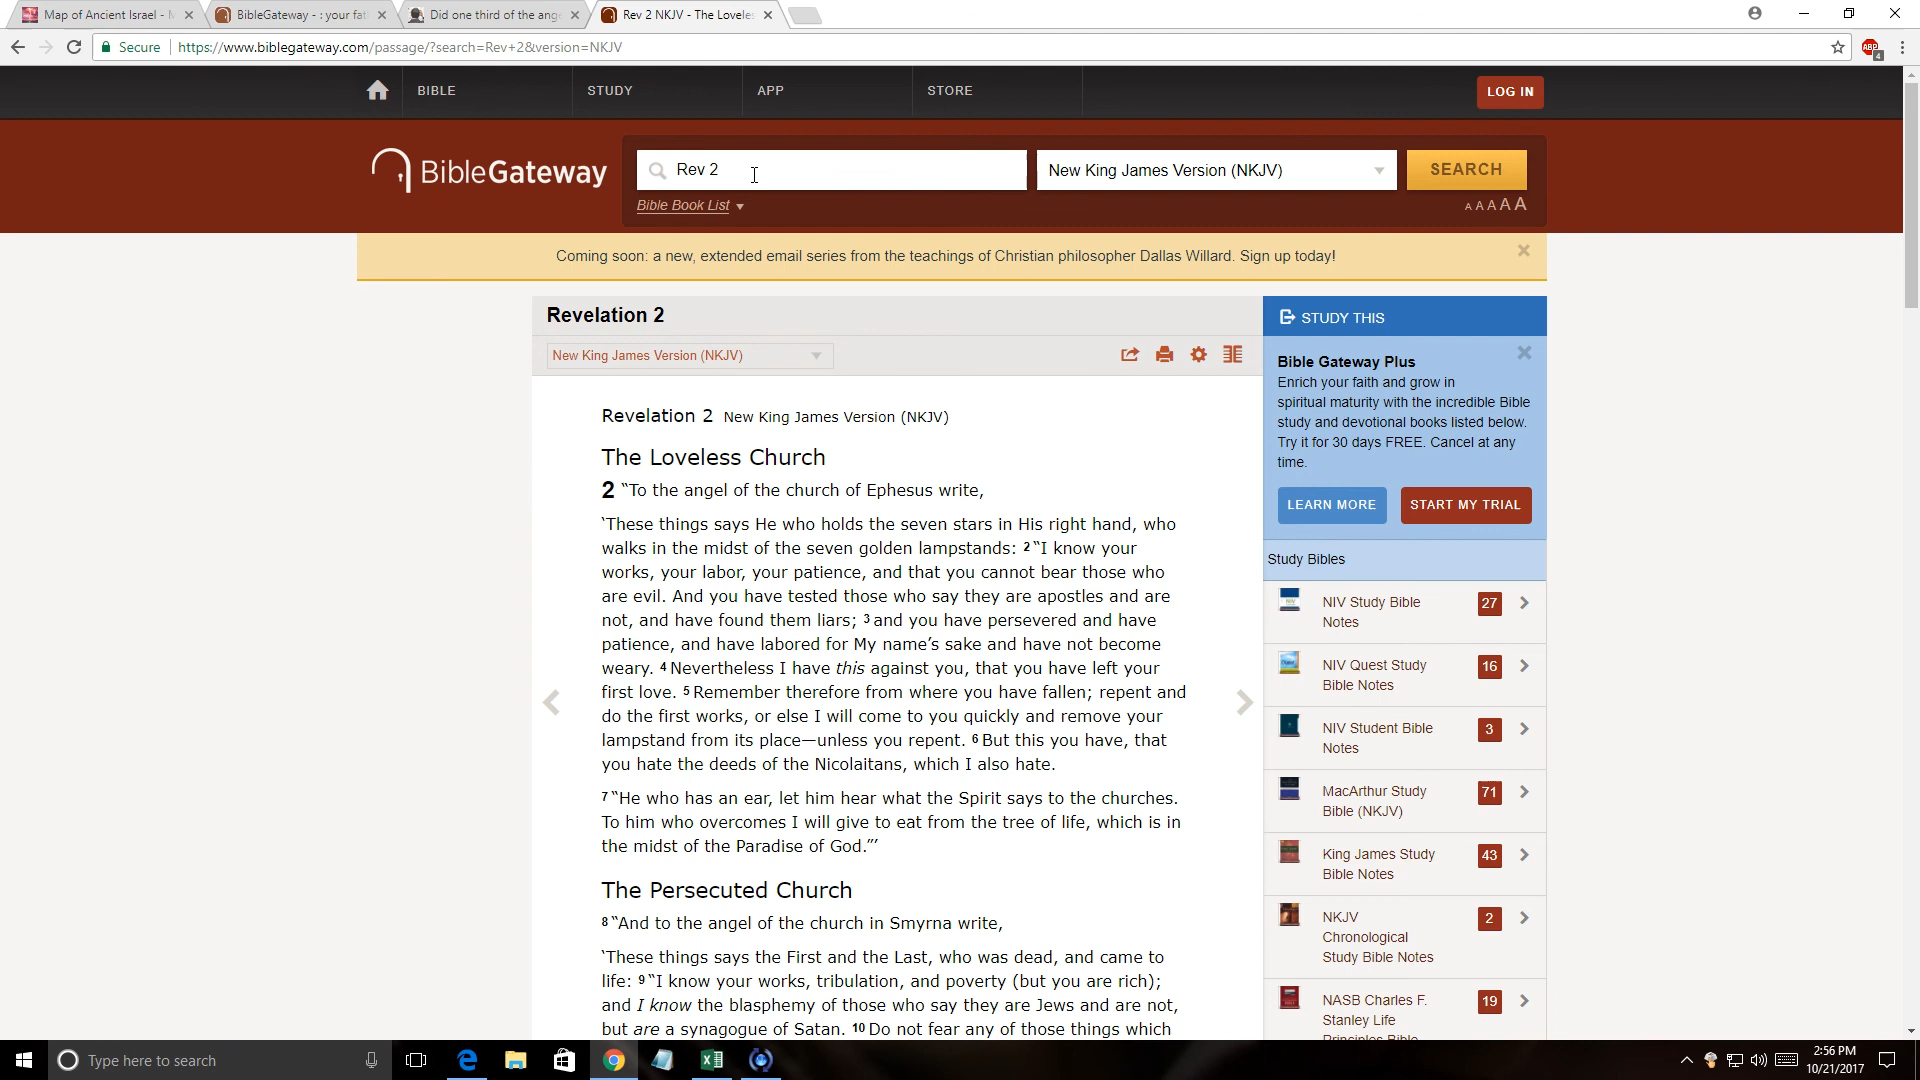 Map of Ancient Israel - M
BibleGateway - : your fat
Did one third of the ang
Rev 2 NKJV - The Loveles
Secure
https://www.biblegateway.com/passage/?search=Rev+2&version=NKJV
ABP
4
BIBLE
STUDY
APP
STORE
LOG IN
BibleGateway
Rev 2
New King James Version (NKJV)
SEARCH
Bible Book List
A A A A A
Coming soon: a new, extended email series from the teachings of Christian philosopher Dallas Willard. Sign up today!
Revelation 2
New King James Version (NKJV)
Revelation 2 New King James Version (NKJV)
The Loveless Church
2 “To the angel of the church of Ephesus write,
‘These things says He who holds the seven stars in His right hand, who
walks in the midst of the seven golden lampstands: 2 “I know your
works, your labor, your patience, and that you cannot bear those who
are evil. And you have tested those who say they are apostles and are
not, and have found them liars; 3 and you have persevered and have
patience, and have labored for My name’s sake and have not become
weary. 4 Nevertheless I have this against you, that you have left your
first love. 5 Remember therefore from where you have fallen; repent and
do the first works, or else I will come to you quickly and remove your
lampstand from its place—unless you repent. 6 But this you have, that
you hate the deeds of the Nicolaitans, which I also hate.
7 “He who has an ear, let him hear what the Spirit says to the churches.
To him who overcomes I will give to eat from the tree of life, which is in
the midst of the Paradise of God.”’
The Persecuted Church
8 “And to the angel of the church in Smyrna write,
‘These things says the First and the Last, who was dead, and came to
life: 9 “I know your works, tribulation, and poverty (but you are rich);
and I know the blasphemy of those who say they are Jews and are not,
but are a synagogue of Satan. 10 Do not fear any of those things which
STUDY THIS
Bible Gateway Plus
Enrich your faith and grow in
spiritual maturity with the incredible Bible
study and devotional books listed below.
Try it for 30 days FREE. Cancel at any
time.
LEARN MORE
START MY TRIAL
Study Bibles
NIV Study Bible
Notes
27
NIV Quest Study
Bible Notes
16
NIV Student Bible
Notes
3
MacArthur Study
Bible (NKJV)
71
King James Study
Bible Notes
43
NKJV
Chronological
Study Bible Notes
2
NASB Charles F.
Stanley Life
Principles Bible
19
Type here to search
2:56 PM
10/21/2017